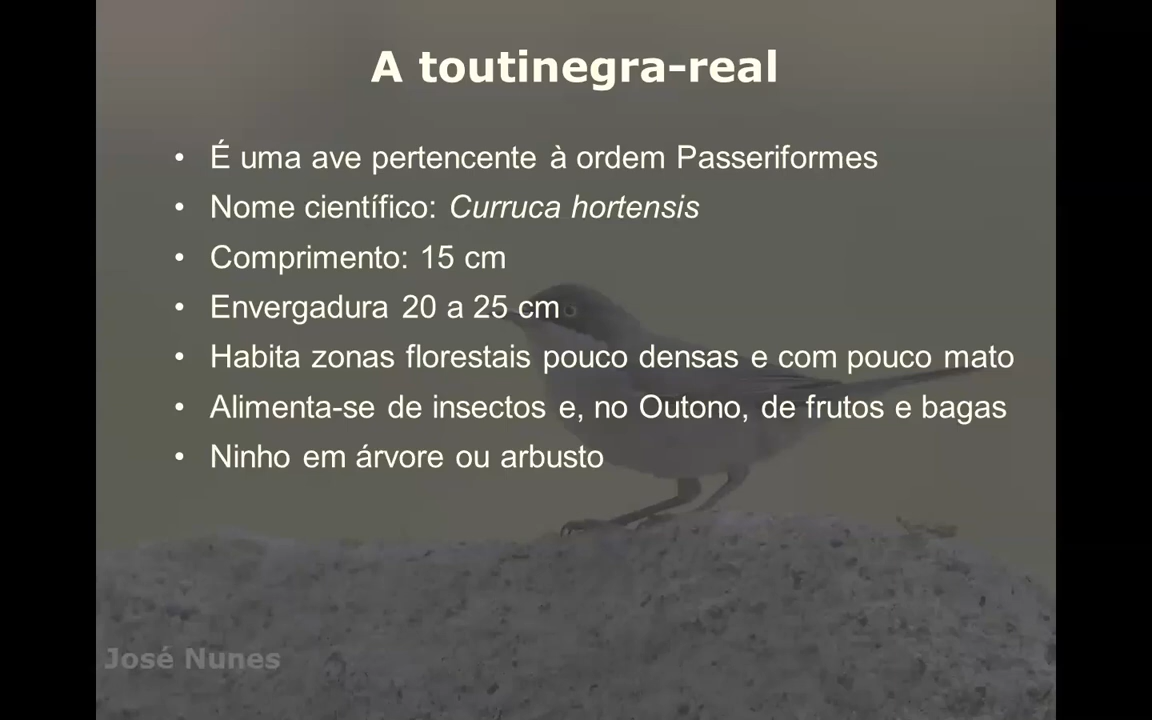 A toutinegra-real
• É uma ave pertencente à ordem Passeriformes
• Nome científico: Curruca hortensis
• Comprimento: 15 cm
• Envergadura 20 a 25 cm
• Habita zonas florestais pouco densas e com pouco mato
• Alimenta-se de insectos e, no Outono, de frutos e bagas
• Ninho em árvore ou arbusto
José Nunes